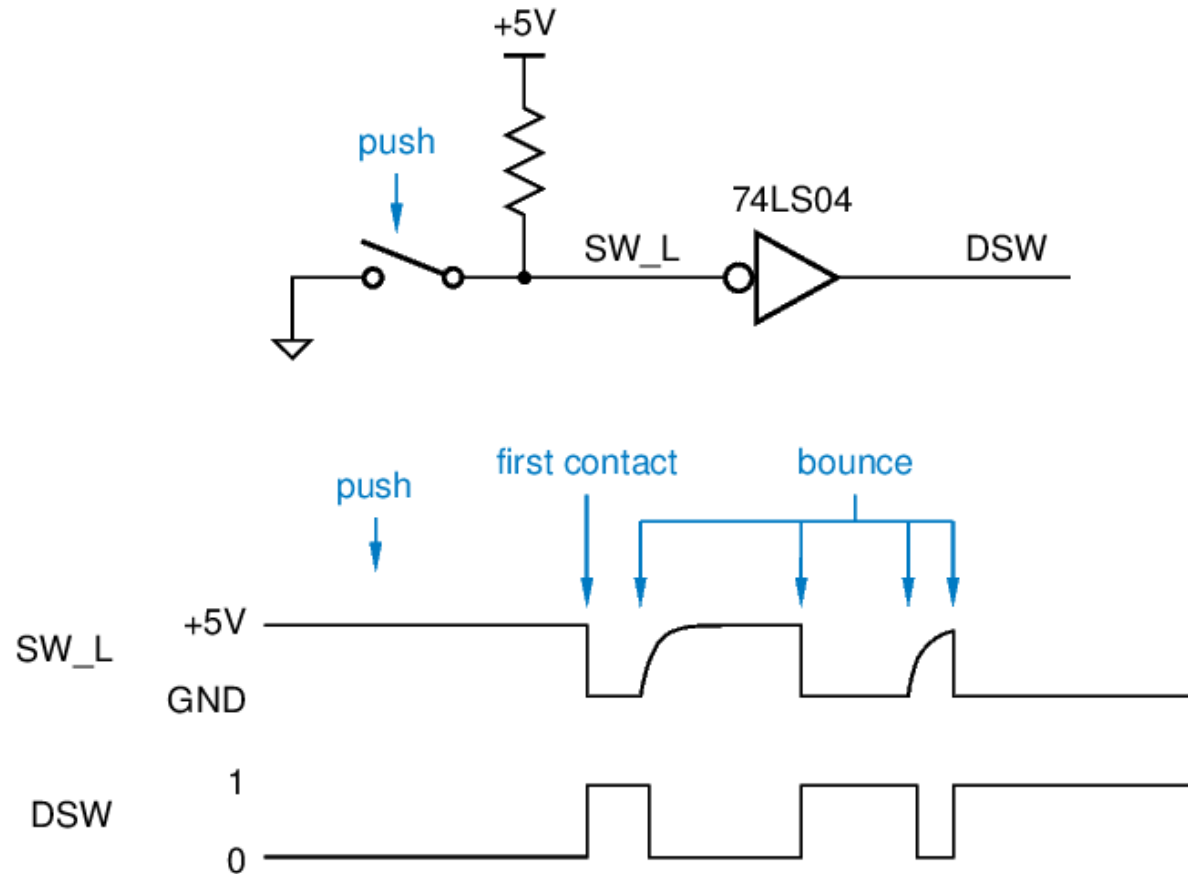 +5V
push
74LS04
SW_L
DSW
first contact
bounce
push
+5V
SW_L
GND
1
DSW
0